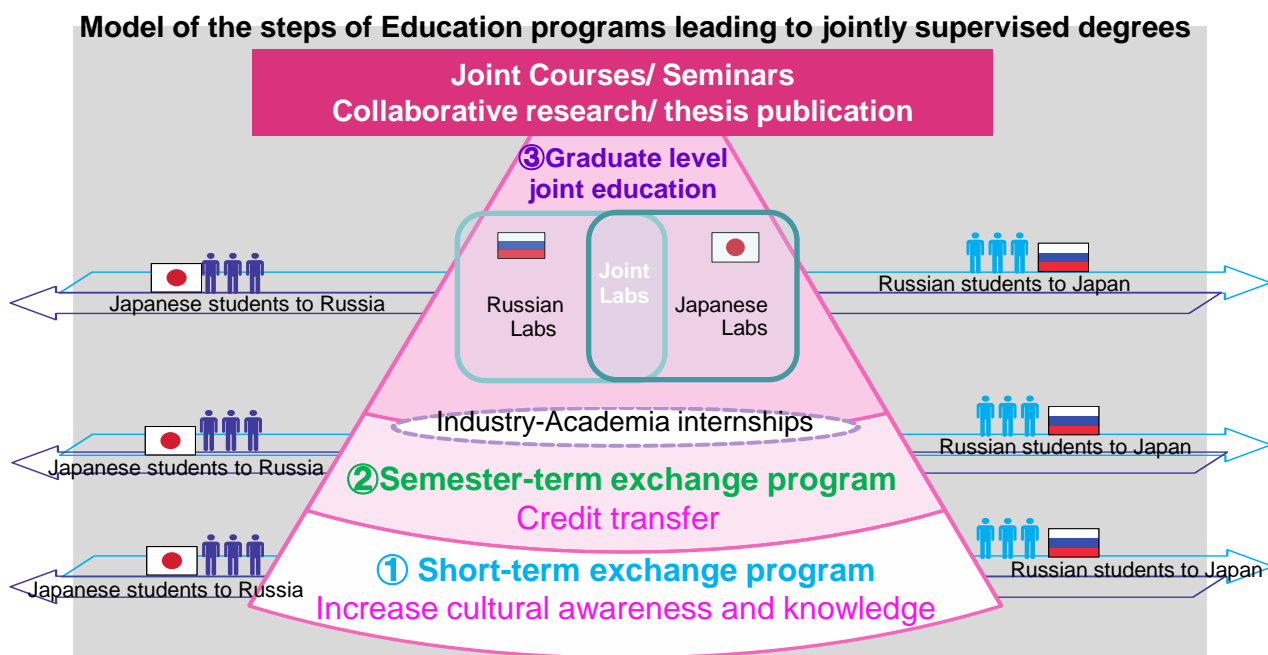 Model of the steps of Education programs leading to jointly supervised degrees
Joint Courses/ Seminars
Collaborative research/ thesis publication
③Graduate level
joint education
Joint
Labs
Russian
Labs
Japanese
Labs
Japanese students to Russia
Russian students to Japan
Industry-Academia internships
Japanese students to Russia
Russian students to Japan
②Semester-term exchange program
Credit transfer
① Short-term exchange program
Japanese students to Russia
Russian students to Japan
Increase cultural awareness and knowledge